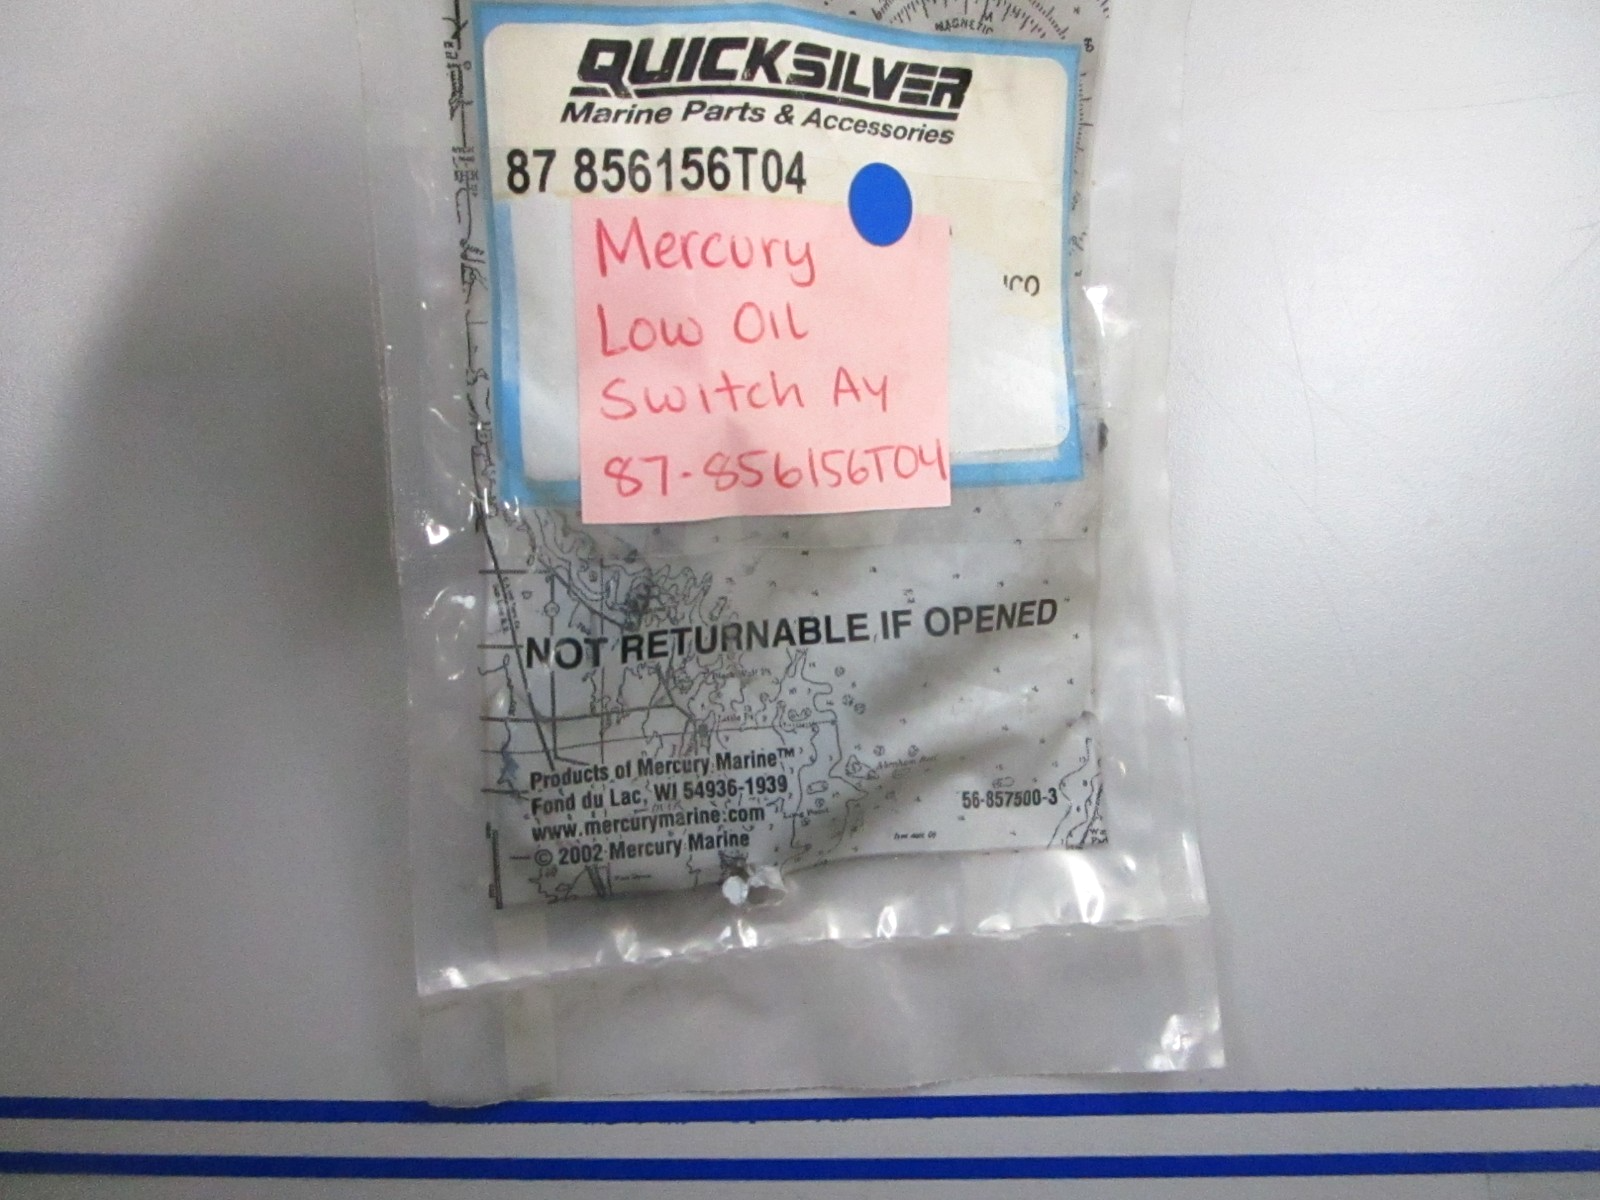 MAGNETIC
QUICKSILVER
Marine Parts & Accessories
87 856156T04
Mercury
Low Oil
Switch Ay
87-856156T04
NOT RETURNABLE IF OPENED
Products of Mercury Marine™
Fond du Lac, WI 54936-1939
www.mercurymarine.com
© 2002 Mercury Marine
56-857500-3